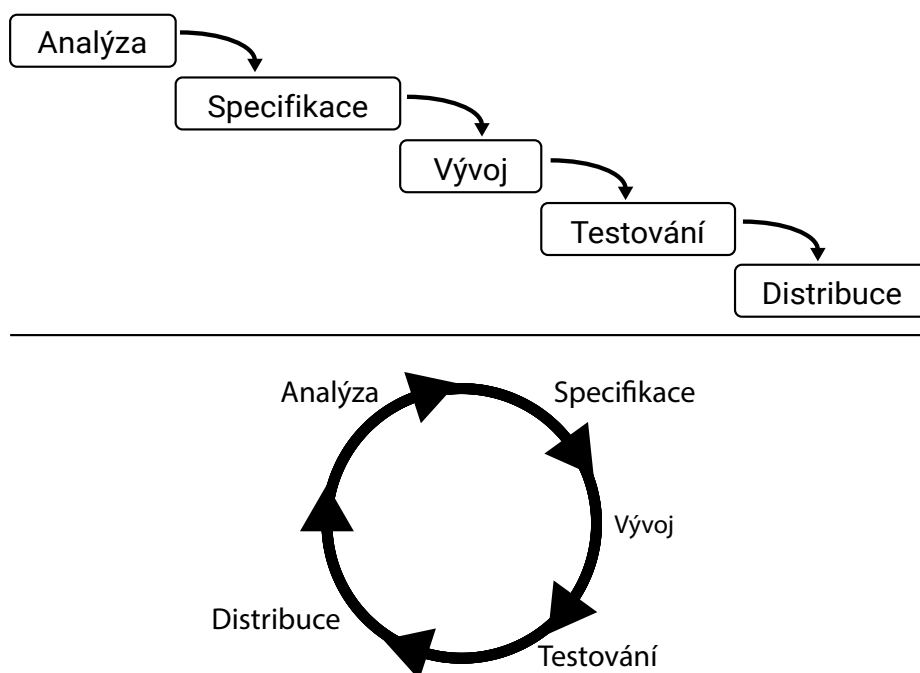 Analýza
Specifikace
Vývoj
Testování
Distribuce
Analýza
Specifikace
Vývoj
Distribuce
Testování